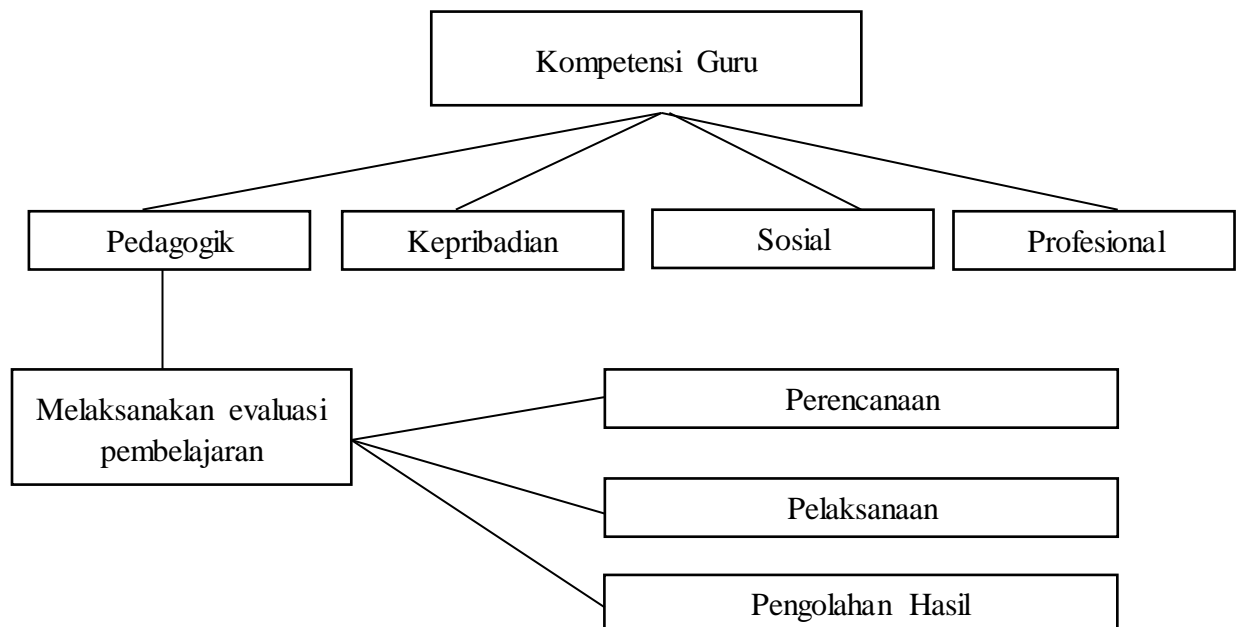 Kompetensi Guru
Pedagogik
Kepribadian
Sosial
Profesional
Melaksanakan evaluasi
pembelajaran
Perencanaan
Pelaksanaan
Pengolahan Hasil